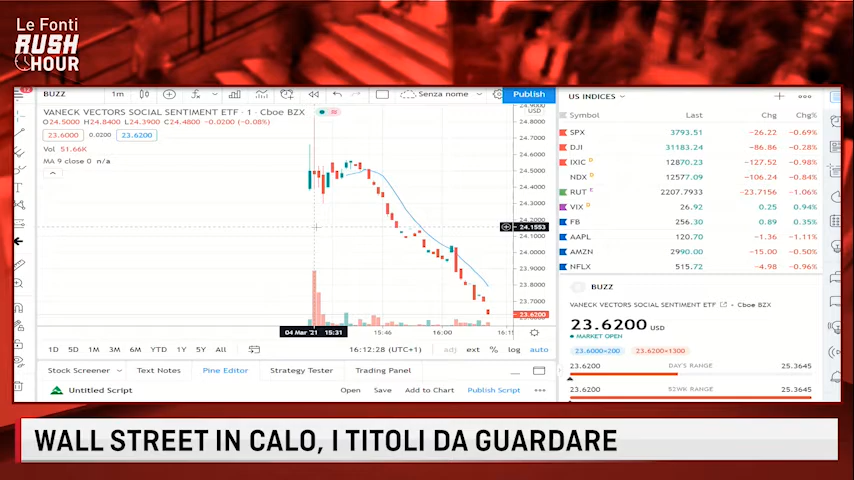 Le Fonti
RUSH
HOUR
BUZZ
1m
Senza nome
Publish
VANECK VECTORS SOCIAL SENTIMENT ETF · 1 · Cboe BZX
O24.5000 H24.8400 L24.3900 C24.4800 -0.0200 (-0.08%)
23.6000 0.0200 23.6200
Vol 51.66K
MA 9 close 0 n/a
24.9000
USD
24.8000
24.7000
24.6000
24.5000
24.4000
24.3000
24.2000
24.1553
24.1000
24.0000
23.9000
23.8000
23.7000
23.6200
04 Mar '21 15:31 15:46 16:00 16:15
1D 5D 1M 3M 6M YTD 1Y 5Y All 16:12:28 (UTC+1) adj ext % log auto
Stock Screener Text Notes Pine Editor Strategy Tester Trading Panel
Untitled Script Open Save Add to Chart Publish Script
US INDICES
Symbol Last Chg Chg%
SPX 3793.51 -26.22 -0.69%
DJI 31183.24 -86.86 -0.28%
IXIC D 12870.23 -127.52 -0.98%
NDX 12577.09 -106.24 -0.84%
RUT E 2207.7933 -23.7156 -1.06%
VIX D 26.92 0.25 0.94%
FB 256.30 0.89 0.35%
AAPL 120.70 -1.36 -1.11%
AMZN 2990.00 -15.00 -0.50%
NFLX 515.72 -4.98 -0.96%
BUZZ
VANECK VECTORS SOCIAL SENTIMENT ETF · Cboe BZX
23.6200 USD
MARKET OPEN
23.6000×200 23.6200×1300
23.6200 DAY'S RANGE 25.3645
23.6200 52WK RANGE 25.3645
WALL STREET IN CALO, I TITOLI DA GUARDARE